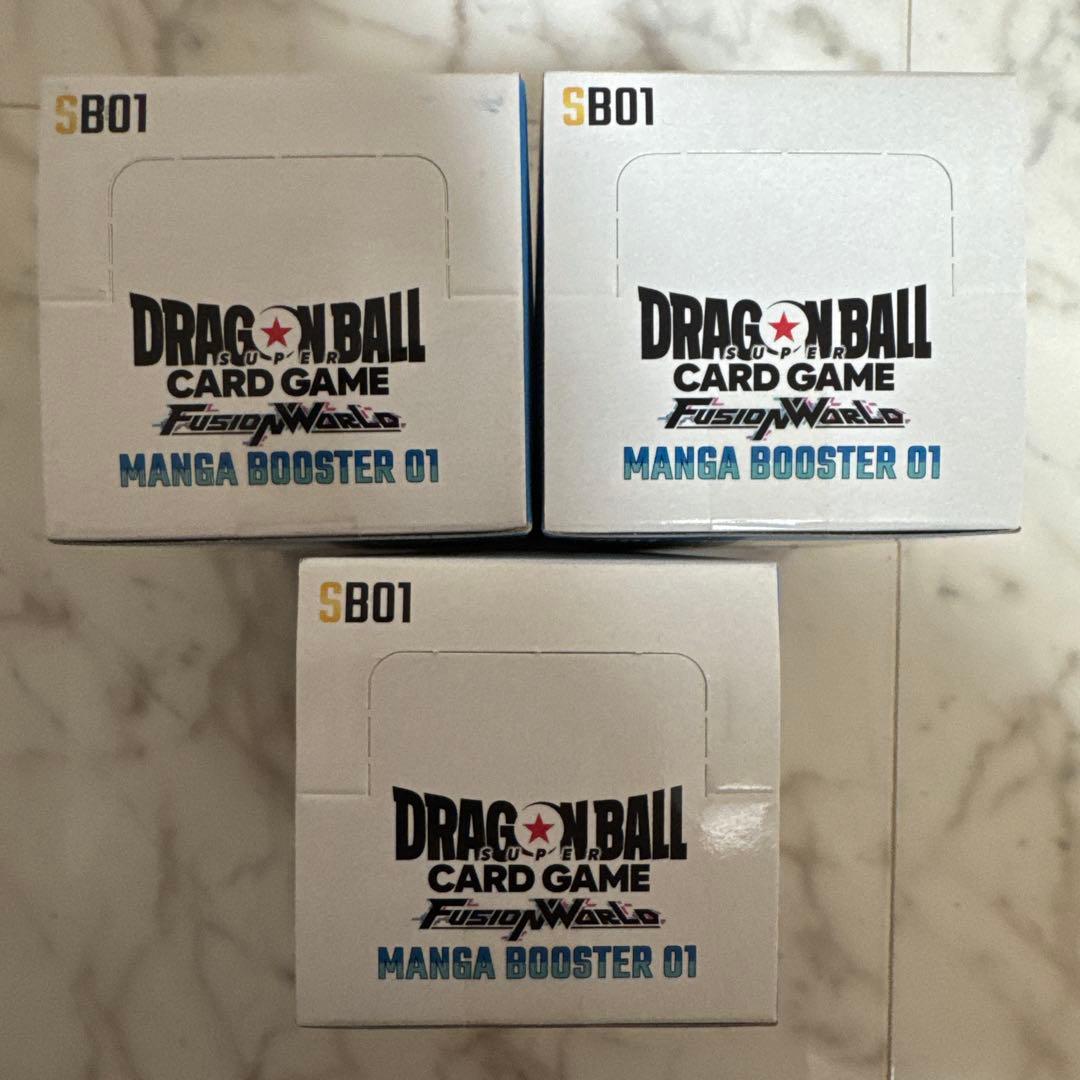 SB01
DRAGON BALL
SUPER
CARD GAME
FUSION WORLD
MANGA BOOSTER 01
SB01
DRAGON BALL
SUPER
CARD GAME
FUSION WORLD
MANGA BOOSTER 01
SB01
DRAGON BALL
SUPER
CARD GAME
FUSION WORLD
MANGA BOOSTER 01